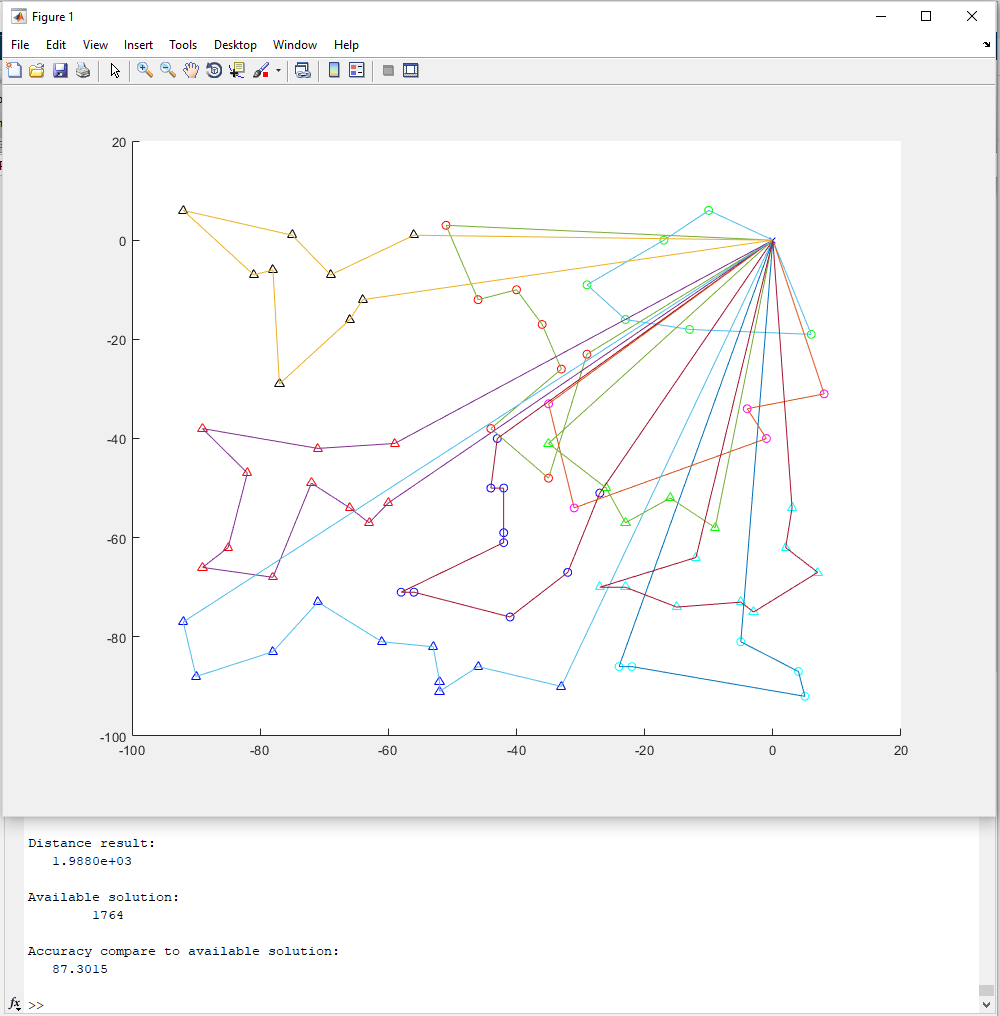 Figure 1
File Edit View Insert Tools Desktop Window Help
20
0
-20
-40
-60
-80
-100
-100 -80 -60 -40 -20 0 20
Distance result:
1.9880e+03
Available solution:
1764
Accuracy compare to available solution:
87.3015
fx >>